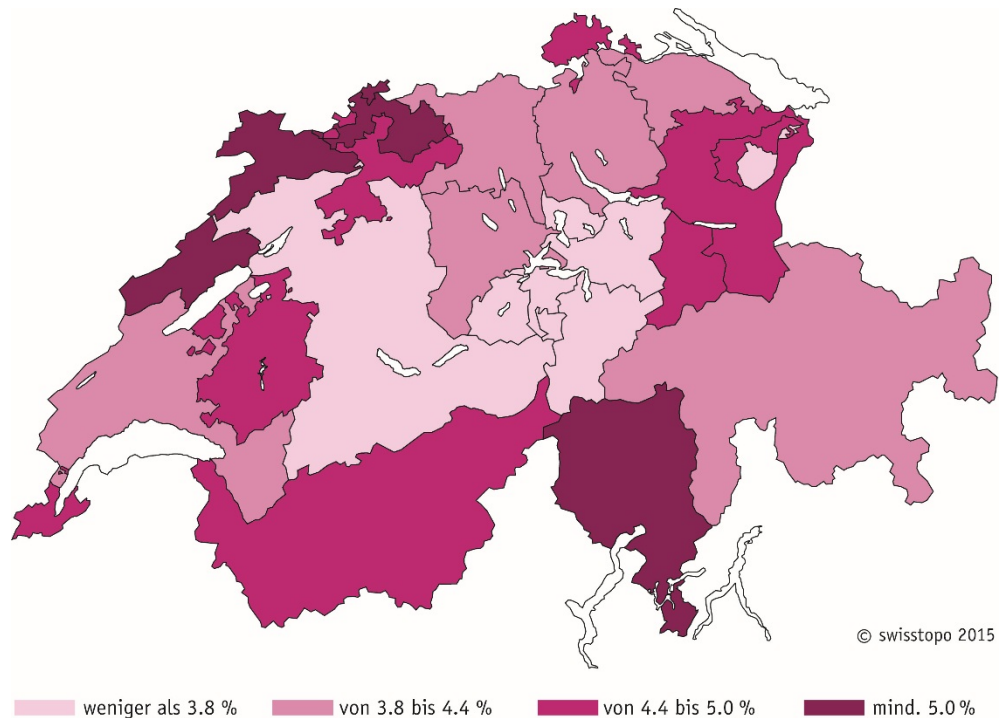 © swisstopo 2015
weniger als 3.8 %
von 3.8 bis 4.4 %
von 4.4 bis 5.0 %
mind. 5.0 %